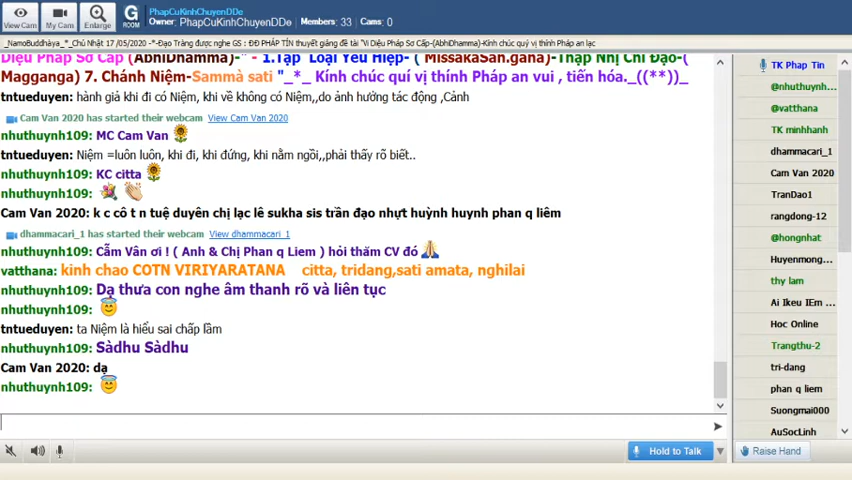 View Cam
My Cam
Enlarge
G
ROOM
PhapCuKinhChuyenDDe
Owner: PhapCuKinhChuyenDDe Members: 33 Cams: 0
_NamoBuddhàya_*_Chủ Nhật 17/05/2020 -*-Đạo Tràng được nghe GS : ĐĐ PHÁP TÍN thuyết giảng đề tài "Vi Diệu Pháp Sơ Cấp-(AbhiDhamma)-Kính chúc quý vị thính Pháp an lạc
Diệu Pháp Sơ Cấp (AbhiDhamma)-" - 1.Tập Loại Yếu Hiệp- ( MissakaSan.gaha)-Thập Nhị Chi Đạo-(
Magganga) 7. Chánh Niệm-Sammà sati "_*_ Kính chúc quí vị thính Pháp an vui , tiến hóa._((**))_
tntueduyen: hành giả khi đi có Niệm, khi về không có Niệm,,do ảnh hưởng tác động ,Cảnh
Cam Van 2020 has started their webcam View Cam Van 2020
nhuthuynh109: MC Cam Van
tntueduyen: Niệm =luôn luôn, khi đi, khi đứng, khi nằm ngồi,,phải thấy rõ biết..
nhuthuynh109: KC citta
nhuthuynh109:
Cam Van 2020: k c c ô t n tuệ duyên chị lạc lê sukha sis trần đạo nhựt huỳnh huynh phan q liêm
dhammacari_1 has started their webcam View dhammacari_1
nhuthuynh109: Cẩm Vân ơi ! ( Anh & Chị Phan q Liem ) hỏi thăm CV đó
vatthana: kinh chao COTN VIRIYARATANA citta, tridang,sati amata, nghilai
nhuthuynh109: Dạ thưa con nghe âm thanh rõ và liên tục
nhuthuynh109:
tntueduyen: ta Niệm là hiểu sai chấp lầm
nhuthuynh109: Sàdhu Sàdhu
Cam Van 2020: dạ
nhuthuynh109:
Hold to Talk
TK Phap Tin
@nhuthuynh...
@vatthana
TK minhhanh
dhammacari_1
Cam Van 2020
TranDao1
rangdong-12
@hongnhat
Huyenmong...
thy lam
Ai Ikeu IEm ...
Hoc Online
Trangthu-2
tri-dang
phan q liem
Suongmai000
AuSocLinh
Raise Hand